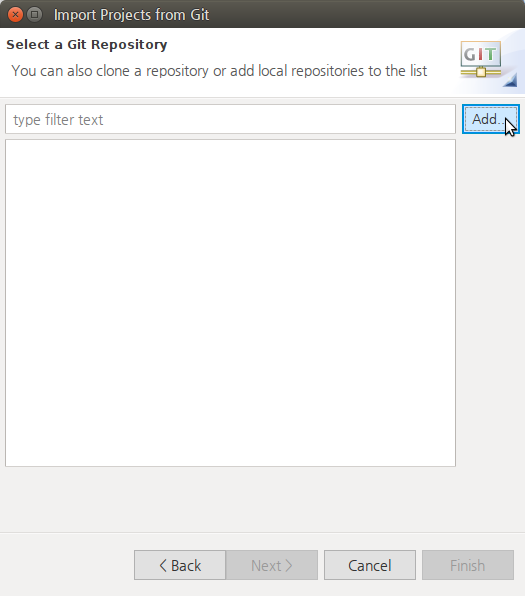 Import Projects from Git
Select a Git Repository
You can also clone a repository or add local repositories to the list
GIT
type filter text
Add...
< Back
Next >
Cancel
Finish